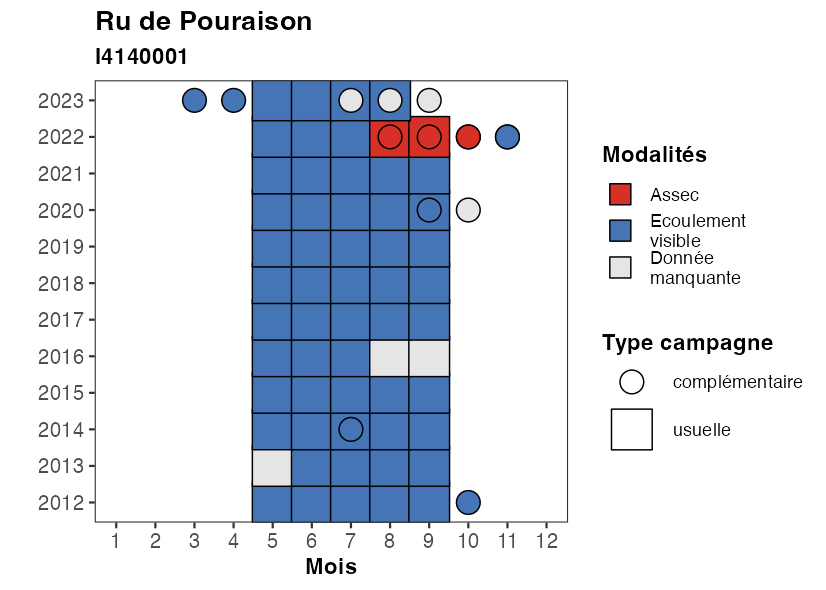 Ru de Pouraison
I4140001
2023
2022
2021
2020
2019
2018
2017
2016
2015
2014
2013
2012
1 2 3 4 5 6 7 8 9 10 11 12
Mois
Modalités
Assec
Ecoulement
visible
Donnée
manquante
Type campagne
complémentaire
usuelle